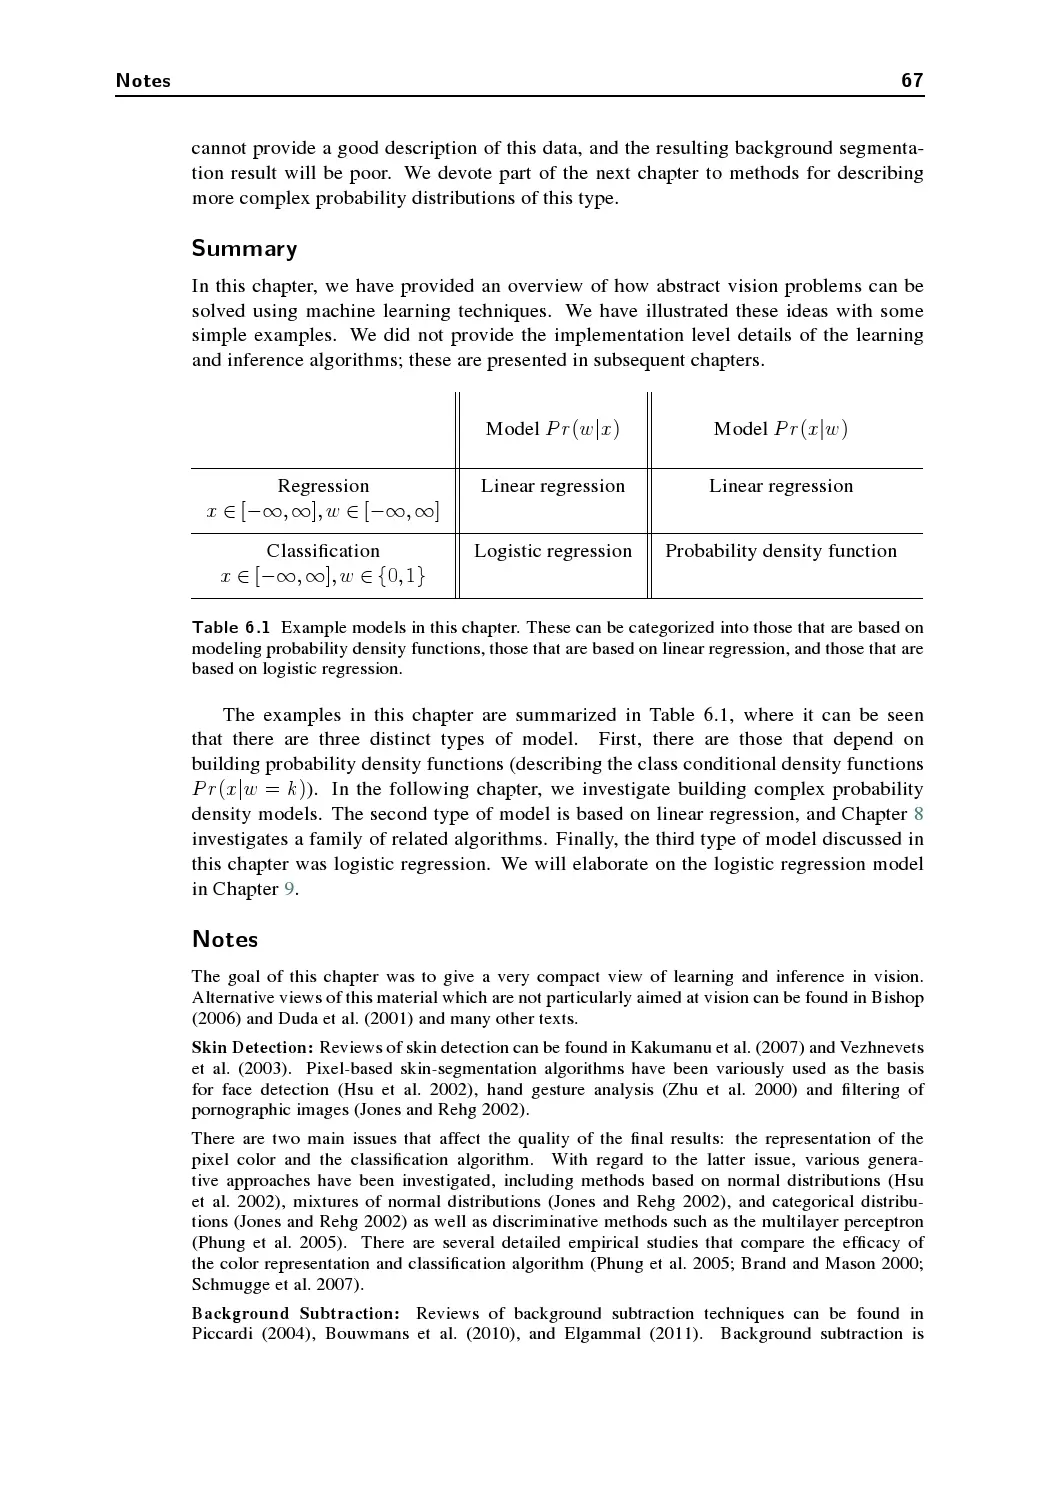 Notes 67
cannot provide a good description of this data, and the resulting background segmenta-
tion result will be poor. We devote part of the next chapter to methods for describing
more complex probability distributions of this type.
Summary
In this chapter, we have provided an overview of how abstract vision problems can be
solved using machine learning techniques. We have illustrated these ideas with some
simple examples. We did not provide the implementation level details of the learning
and inference algorithms; these are presented in subsequent chapters.
Model Pr(w|x) Model Pr(x|w)
Regression Linear regression Linear regression
x ∈ [−∞, ∞], w ∈ [−∞, ∞]
Classification Logistic regression Probability density function
x ∈ [−∞, ∞], w ∈ {0, 1}
Table 6.1 Example models in this chapter. These can be categorized into those that are based on
modeling probability density functions, those that are based on linear regression, and those that are
based on logistic regression.
The examples in this chapter are summarized in Table 6.1, where it can be seen
that there are three distinct types of model. First, there are those that depend on
building probability density functions (describing the class conditional density functions
Pr(x|w = k)). In the following chapter, we investigate building complex probability
density models. The second type of model is based on linear regression, and Chapter 8
investigates a family of related algorithms. Finally, the third type of model discussed in
this chapter was logistic regression. We will elaborate on the logistic regression model
in Chapter 9.
Notes
The goal of this chapter was to give a very compact view of learning and inference in vision.
Alternative views of this material which are not particularly aimed at vision can be found in Bishop
(2006) and Duda et al. (2001) and many other texts.
Skin Detection: Reviews of skin detection can be found in Kakumanu et al. (2007) and Vezhnevets
et al. (2003). Pixel-based skin-segmentation algorithms have been variously used as the basis
for face detection (Hsu et al. 2002), hand gesture analysis (Zhu et al. 2000) and filtering of
pornographic images (Jones and Rehg 2002).
There are two main issues that affect the quality of the final results: the representation of the
pixel color and the classification algorithm. With regard to the latter issue, various genera-
tive approaches have been investigated, including methods based on normal distributions (Hsu
et al. 2002), mixtures of normal distributions (Jones and Rehg 2002), and categorical distribu-
tions (Jones and Rehg 2002) as well as discriminative methods such as the multilayer perceptron
(Phung et al. 2005). There are several detailed empirical studies that compare the efficacy of
the color representation and classification algorithm (Phung et al. 2005; Brand and Mason 2000;
Schmugge et al. 2007).
Background Subtraction: Reviews of background subtraction techniques can be found in
Piccardi (2004), Bouwmans et al. (2010), and Elgammal (2011). Background subtraction is